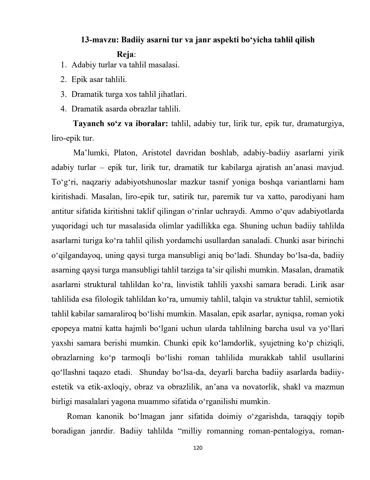 13-mavzu: Badiiy asarni tur va janr aspekti bo‘yicha tahlil qilish
Reja:
1. Adabiy turlar va tahlil masalasi.
2. Epik asar tahlili.
3. Dramatik turga xos tahlil jihatlari.
4. Dramatik asarda obrazlar tahlili.
Tayanch so‘z va iboralar: tahlil, adabiy tur, lirik tur, epik tur, dramaturgiya,
liro-epik tur.
Ma’lumki, Platon, Aristotel davridan boshlab, adabiy-badiiy asarlarni yirik
adabiy turlar – epik tur, lirik tur, dramatik tur kabilarga ajratish an’anasi mavjud.
To‘g‘ri, naqzariy adabiyotshunoslar mazkur tasnif yoniga boshqa variantlarni ham
kiritishadi. Masalan, liro-epik tur, satirik tur, paremik tur va xatto, parodiyani ham
antitur sifatida kiritishni taklif qilingan o‘rinlar uchraydi. Ammo o‘quv adabiyotlarda
yuqoridagi uch tur masalasida olimlar yadillikka ega. Shuning uchun badiiy tahlilda
asarlarni turiga ko‘ra tahlil qilish yordamchi usullardan sanaladi. Chunki asar birinchi
o‘qilgandayoq, uning qaysi turga mansubligi aniq bo‘ladi. Shunday bo‘lsa-da, badiiy
asarning qaysi turga mansubligi tahlil tarziga ta’sir qilishi mumkin. Masalan, dramatik
asarlarni struktural tahlildan ko‘ra, linvistik tahlili yaxshi samara beradi. Lirik asar
tahlilida esa filologik tahlildan ko‘ra, umumiy tahlil, talqin va struktur tahlil, semiotik
tahlil kabilar samaraliroq bo‘lishi mumkin. Masalan, epik asarlar, ayniqsa, roman yoki
epopeya matni katta hajmli bo‘lgani uchun ularda tahlilning barcha usul va yo‘llari
yaxshi samara berishi mumkin. Chunki epik ko‘lamdorlik, syujetning ko‘p chiziqli,
obrazlarning ko‘p tarmoqli bo‘lishi roman tahlilida murakkab tahlil usullarini
qo‘llashni taqazo etadi. Shunday bo‘lsa-da, deyarli barcha badiiy asarlarda badiiy-
estetik va etik-axloqiy, obraz va obrazlilik, an’ana va novatorlik, shakl va mazmun
birligi masalalari yagona muammo sifatida o‘rganilishi mumkin.
Roman kanonik bo‘lmagan janr sifatida doimiy o‘zgarishda, taraqqiy topib
boradigan janrdir. Badiiy tahlilda “milliy romanning roman-pentalogiya, roman-
120